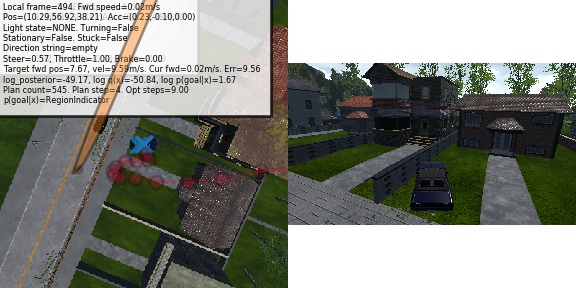 Local frame=494. Fwd speed=0.02m/s
Pos=(10.29,56.92,38.21). Acc=(0.23,-0.10,0.00)
Light state=NONE. Turning=False
Stationary=False. Stuck=False
Direction string=empty
Steer=0.57, Throttle=1.00, Brake=0.00
Target fwd pos=7.67, vel=9.59m/s. Cur fwd=0.02m/s. Err=9.56
log_posterior=-49.17, log q(x)=-50.84, log p(goal|x)=1.67
Plan count=545. Plan step=4. Opt steps=9.00
p(goal|x)=RegionIndicator